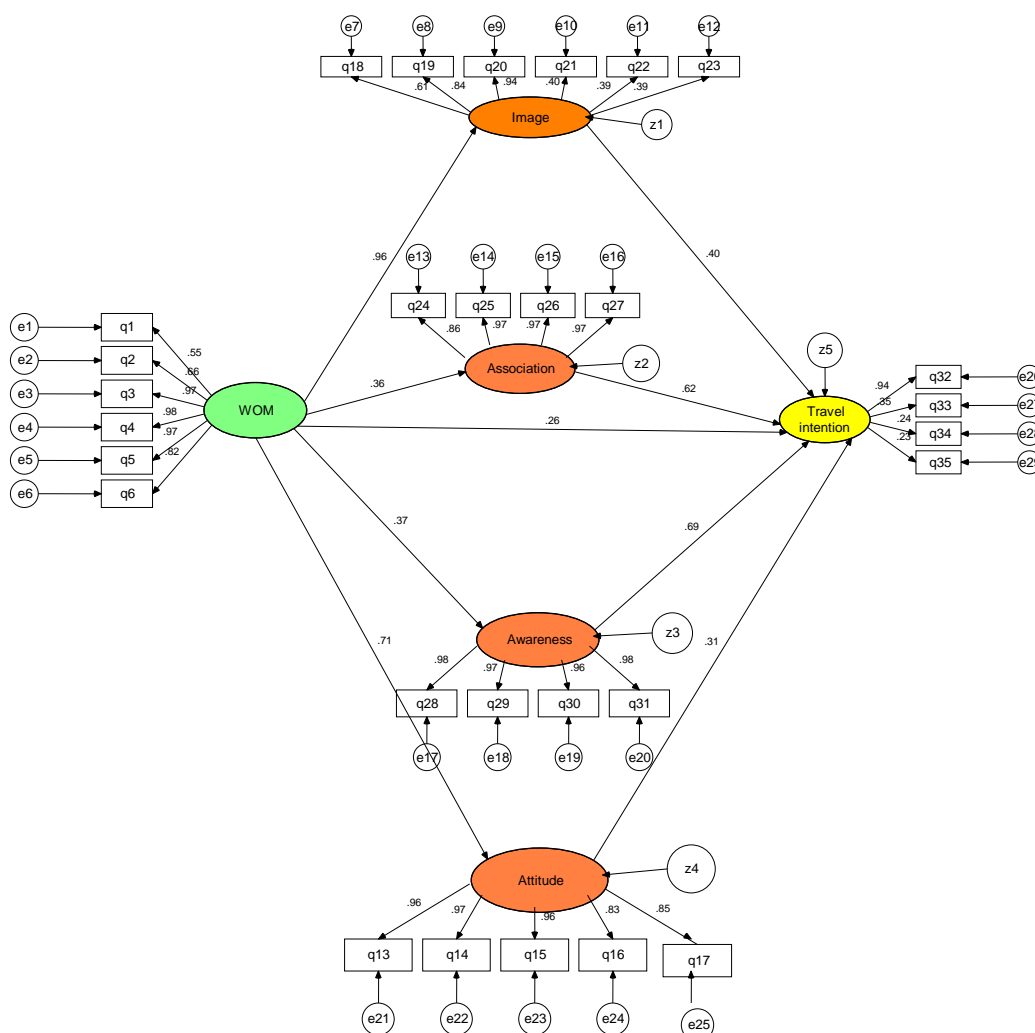 e7 e8 e9 e10 e11 e12
q18 q19 q20 q21 q22 q23
.61 .84 .94 .40 .39 .39
Image
z1
.96
.40
e13 e14 e15 e16
q24 q25 q26 q27
.86 .97 .97 .97
Association
z2
.36
.62
z5
e1 q1
e2 q2
e3 q3
e4 q4
e5 q5
e6 q6
.55
.66
.97
.98
.97
.82
WOM
.26
Travel
intention
.94
.35
.24
.23
q32
q33
q34
q35
e26
e27
e28
e29
.37
.69
Awareness
z3
.71
.31
.98 .97 .96 .98
q28 q29 q30 q31
e17 e18 e19 e20
Attitude
z4
.96 .97 .96 .83 .85
q13 q14 q15 q16 q17
e21 e22 e23 e24 e25